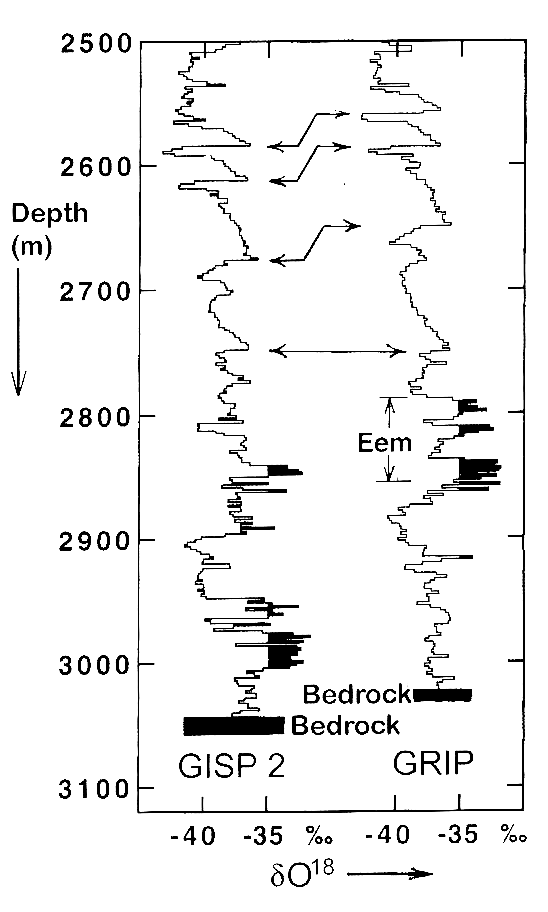 2500
2600
Depth
(m)
2700
2800
Eem
2900
3000
Bedrock
Bedrock
GISP 2
GRIP
3100
-40 -35 ‰ -40 -35 ‰
δO¹⁸